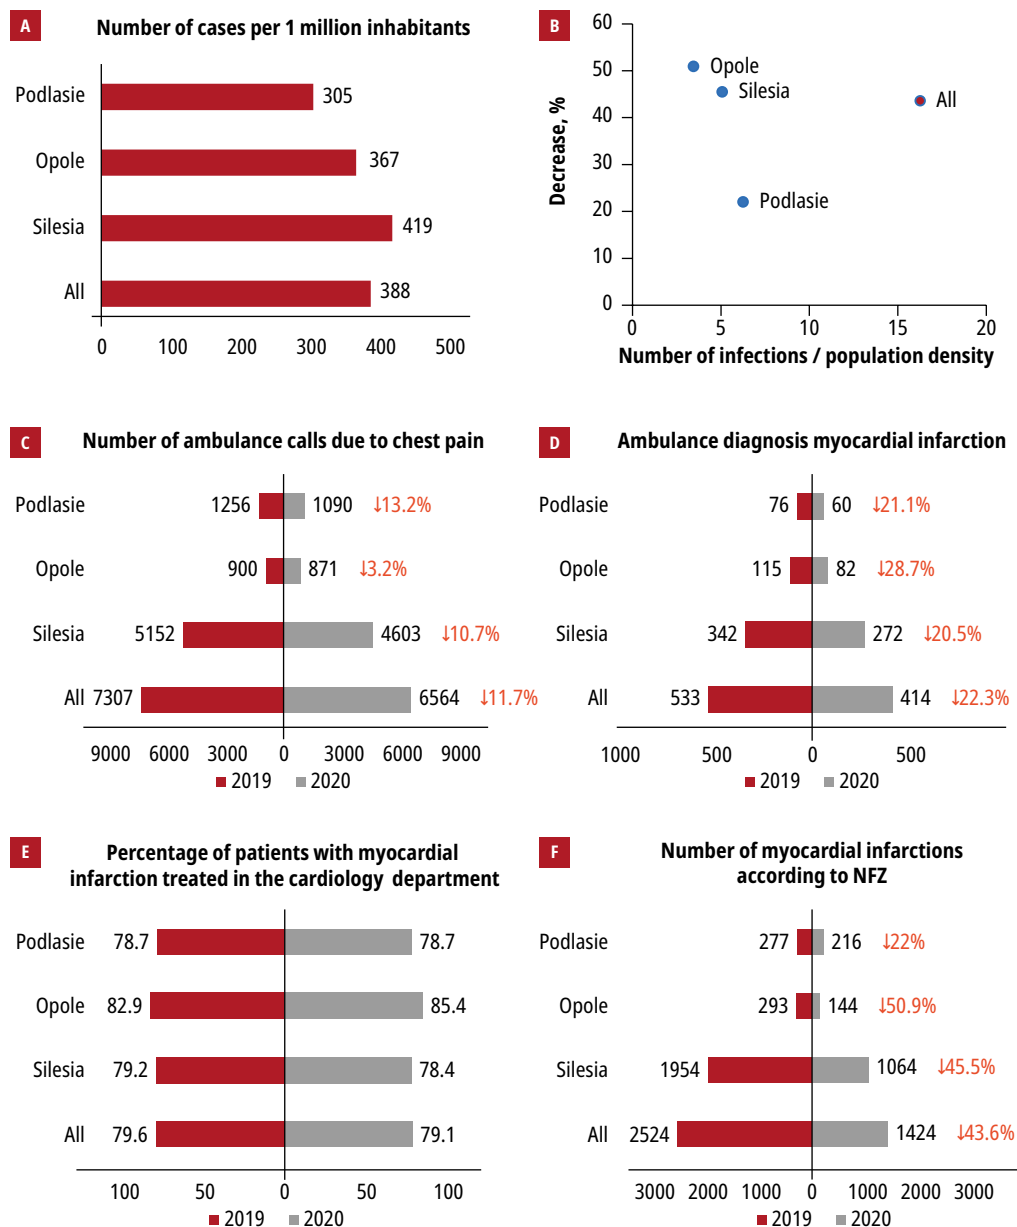 A
Number of cases per 1 million inhabitants
Podlasie 305
Opole 367
Silesia 419
All 388
0 100 200 300 400 500
B
60
50
40
30
20
10
0
Decrease, %
Opole
Silesia
All
Podlasie
0 5 10 15 20
Number of infections / population density
C
Number of ambulance calls due to chest pain
Podlasie 1256 1090 ↓13.2%
Opole 900 871 ↓3.2%
Silesia 5152 4603 ↓10.7%
All 7307 6564 ↓11.7%
9000 6000 3000 0 3000 6000 9000
2019 2020
D
Ambulance diagnosis myocardial infarction
Podlasie 76 60 ↓21.1%
Opole 115 82 ↓28.7%
Silesia 342 272 ↓20.5%
All 533 414 ↓22.3%
1000 500 0 500
2019 2020
E
Percentage of patients with myocardial
infarction treated in the cardiology department
Podlasie 78.7 78.7
Opole 82.9 85.4
Silesia 79.2 78.4
All 79.6 79.1
100 50 0 50 100
2019 2020
F
Number of myocardial infarctions
according to NFZ
Podlasie 277 216 ↓22%
Opole 293 144 ↓50.9%
Silesia 1954 1064 ↓45.5%
All 2524 1424 ↓43.6%
3000 2000 1000 0 1000 2000 3000
2019 2020